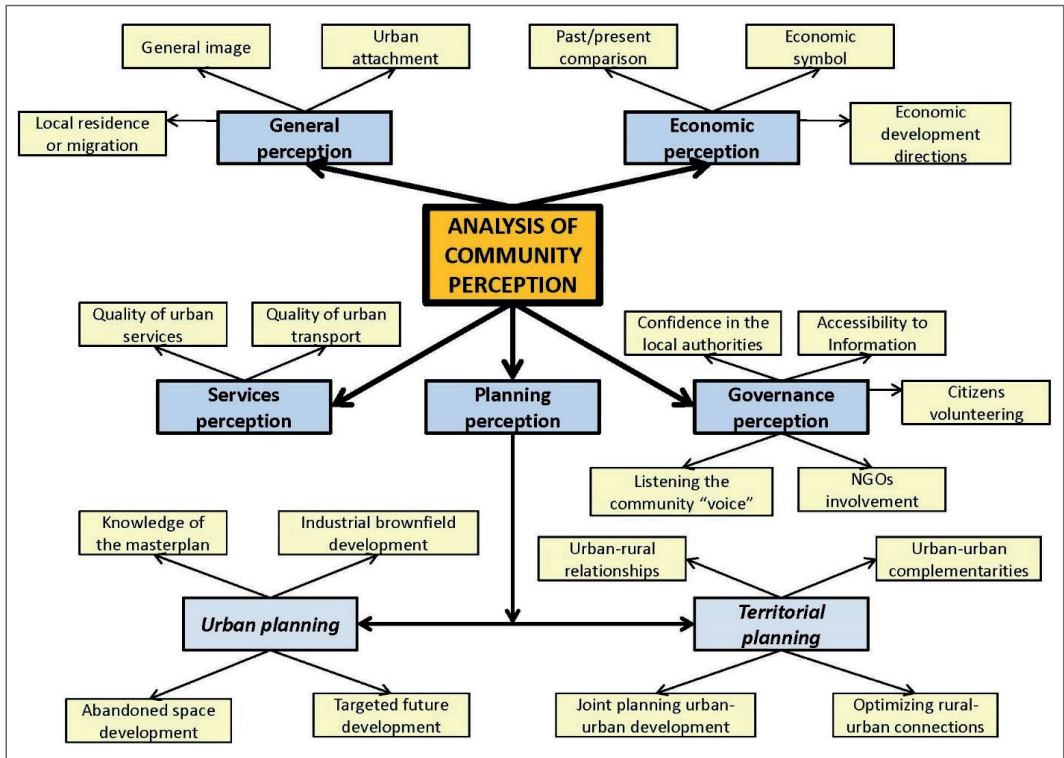 General image
Urban
attachment
Past/present
comparison
Economic
symbol
Local residence
or migration
General
perception
Economic
perception
Economic
development
directions
ANALYSIS OF
COMMUNITY
PERCEPTION
Quality of urban
services
Quality of urban
transport
Confidence in the
local authorities
Accessibility to
Information
Services
perception
Planning
perception
Governance
perception
Citizens
volunteering
Listening the
community “voice”
NGOs
involvement
Knowledge of
the masterplan
Industrial brownfield
development
Urban-rural
relationships
Urban-urban
complementarities
Urban planning
Territorial
planning
Abandoned space
development
Targeted future
development
Joint planning urban-
urban development
Optimizing rural-
urban connections